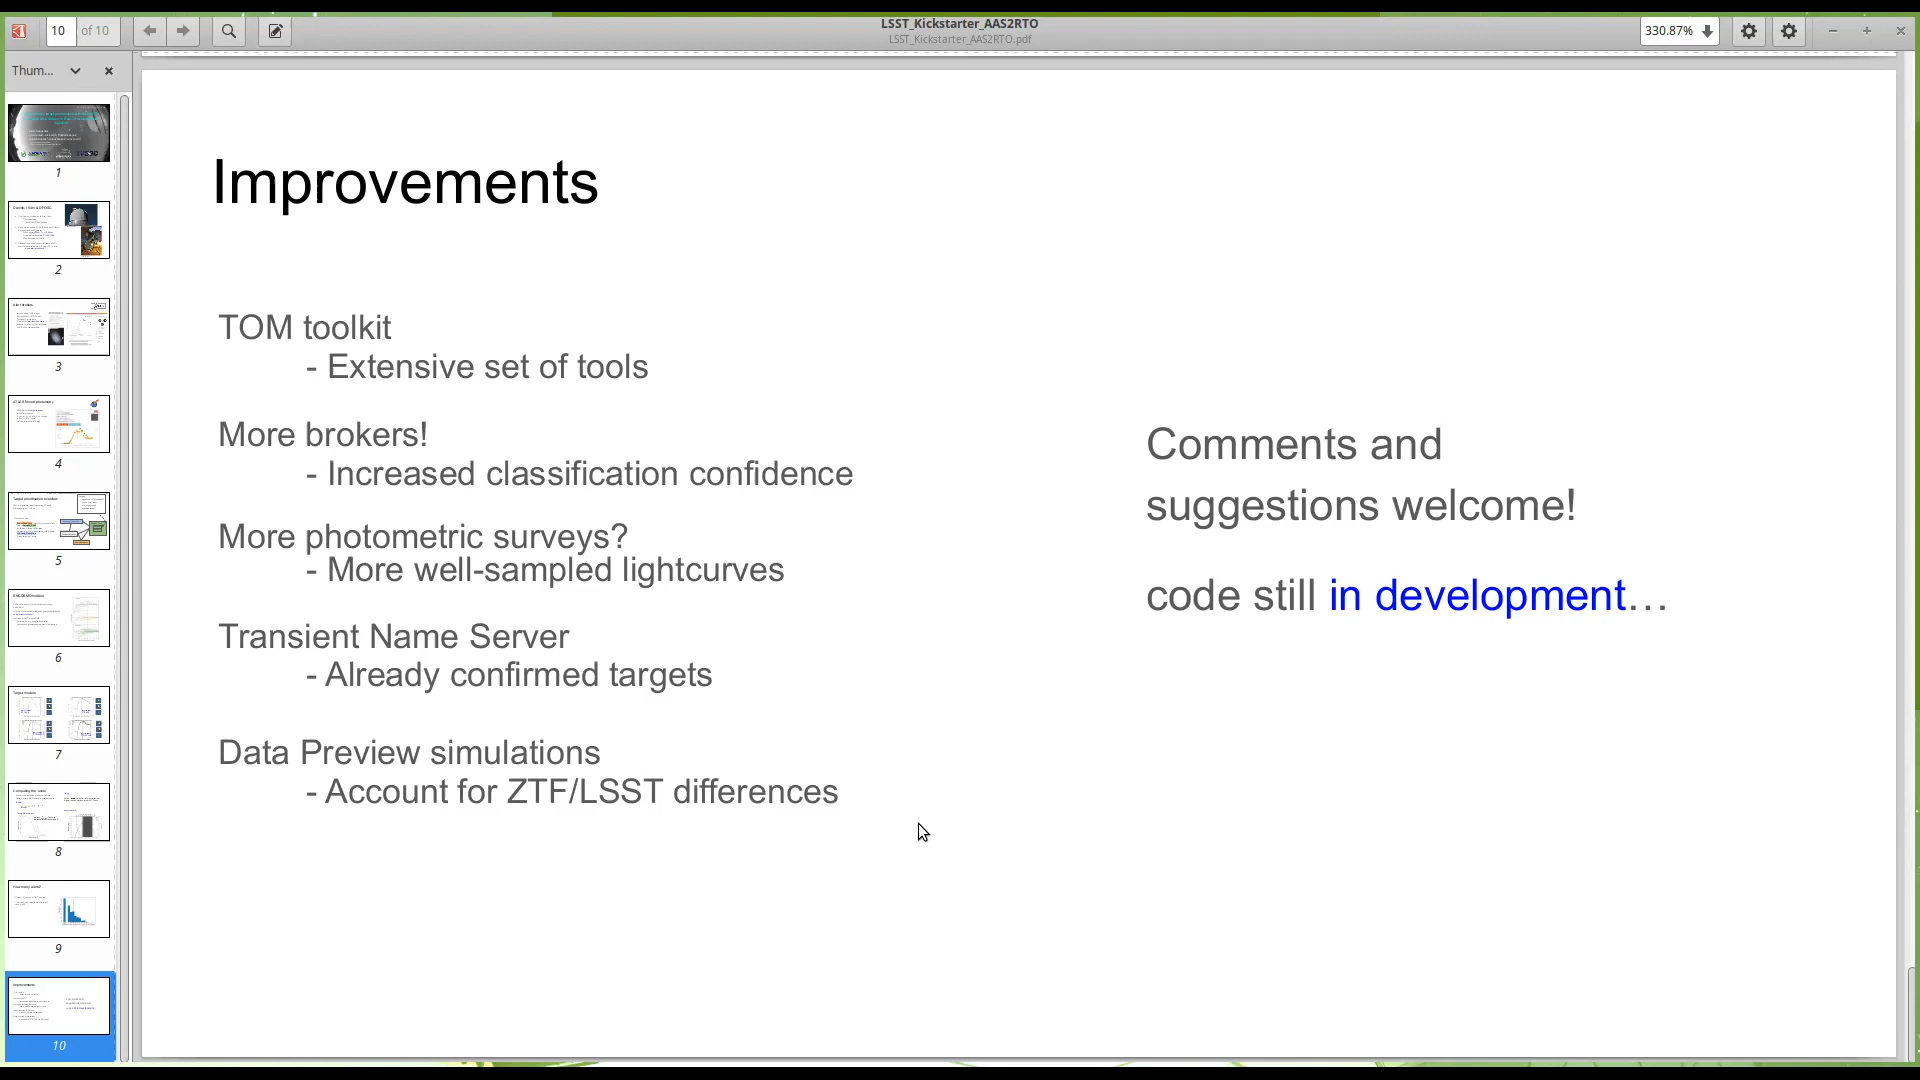 LSST_Kickstarter_AAS2RTO
LSST_Kickstarter_AAS2RTO.pdf
10 of 10
330.87%
Thum...
1
2
3
4
5
6
7
8
9
10
Improvements
TOM toolkit
- Extensive set of tools
More brokers!
- Increased classification confidence
More photometric surveys?
- More well-sampled lightcurves
Transient Name Server
- Already confirmed targets
Data Preview simulations
- Account for ZTF/LSST differences
Comments and
suggestions welcome!
code still in development…